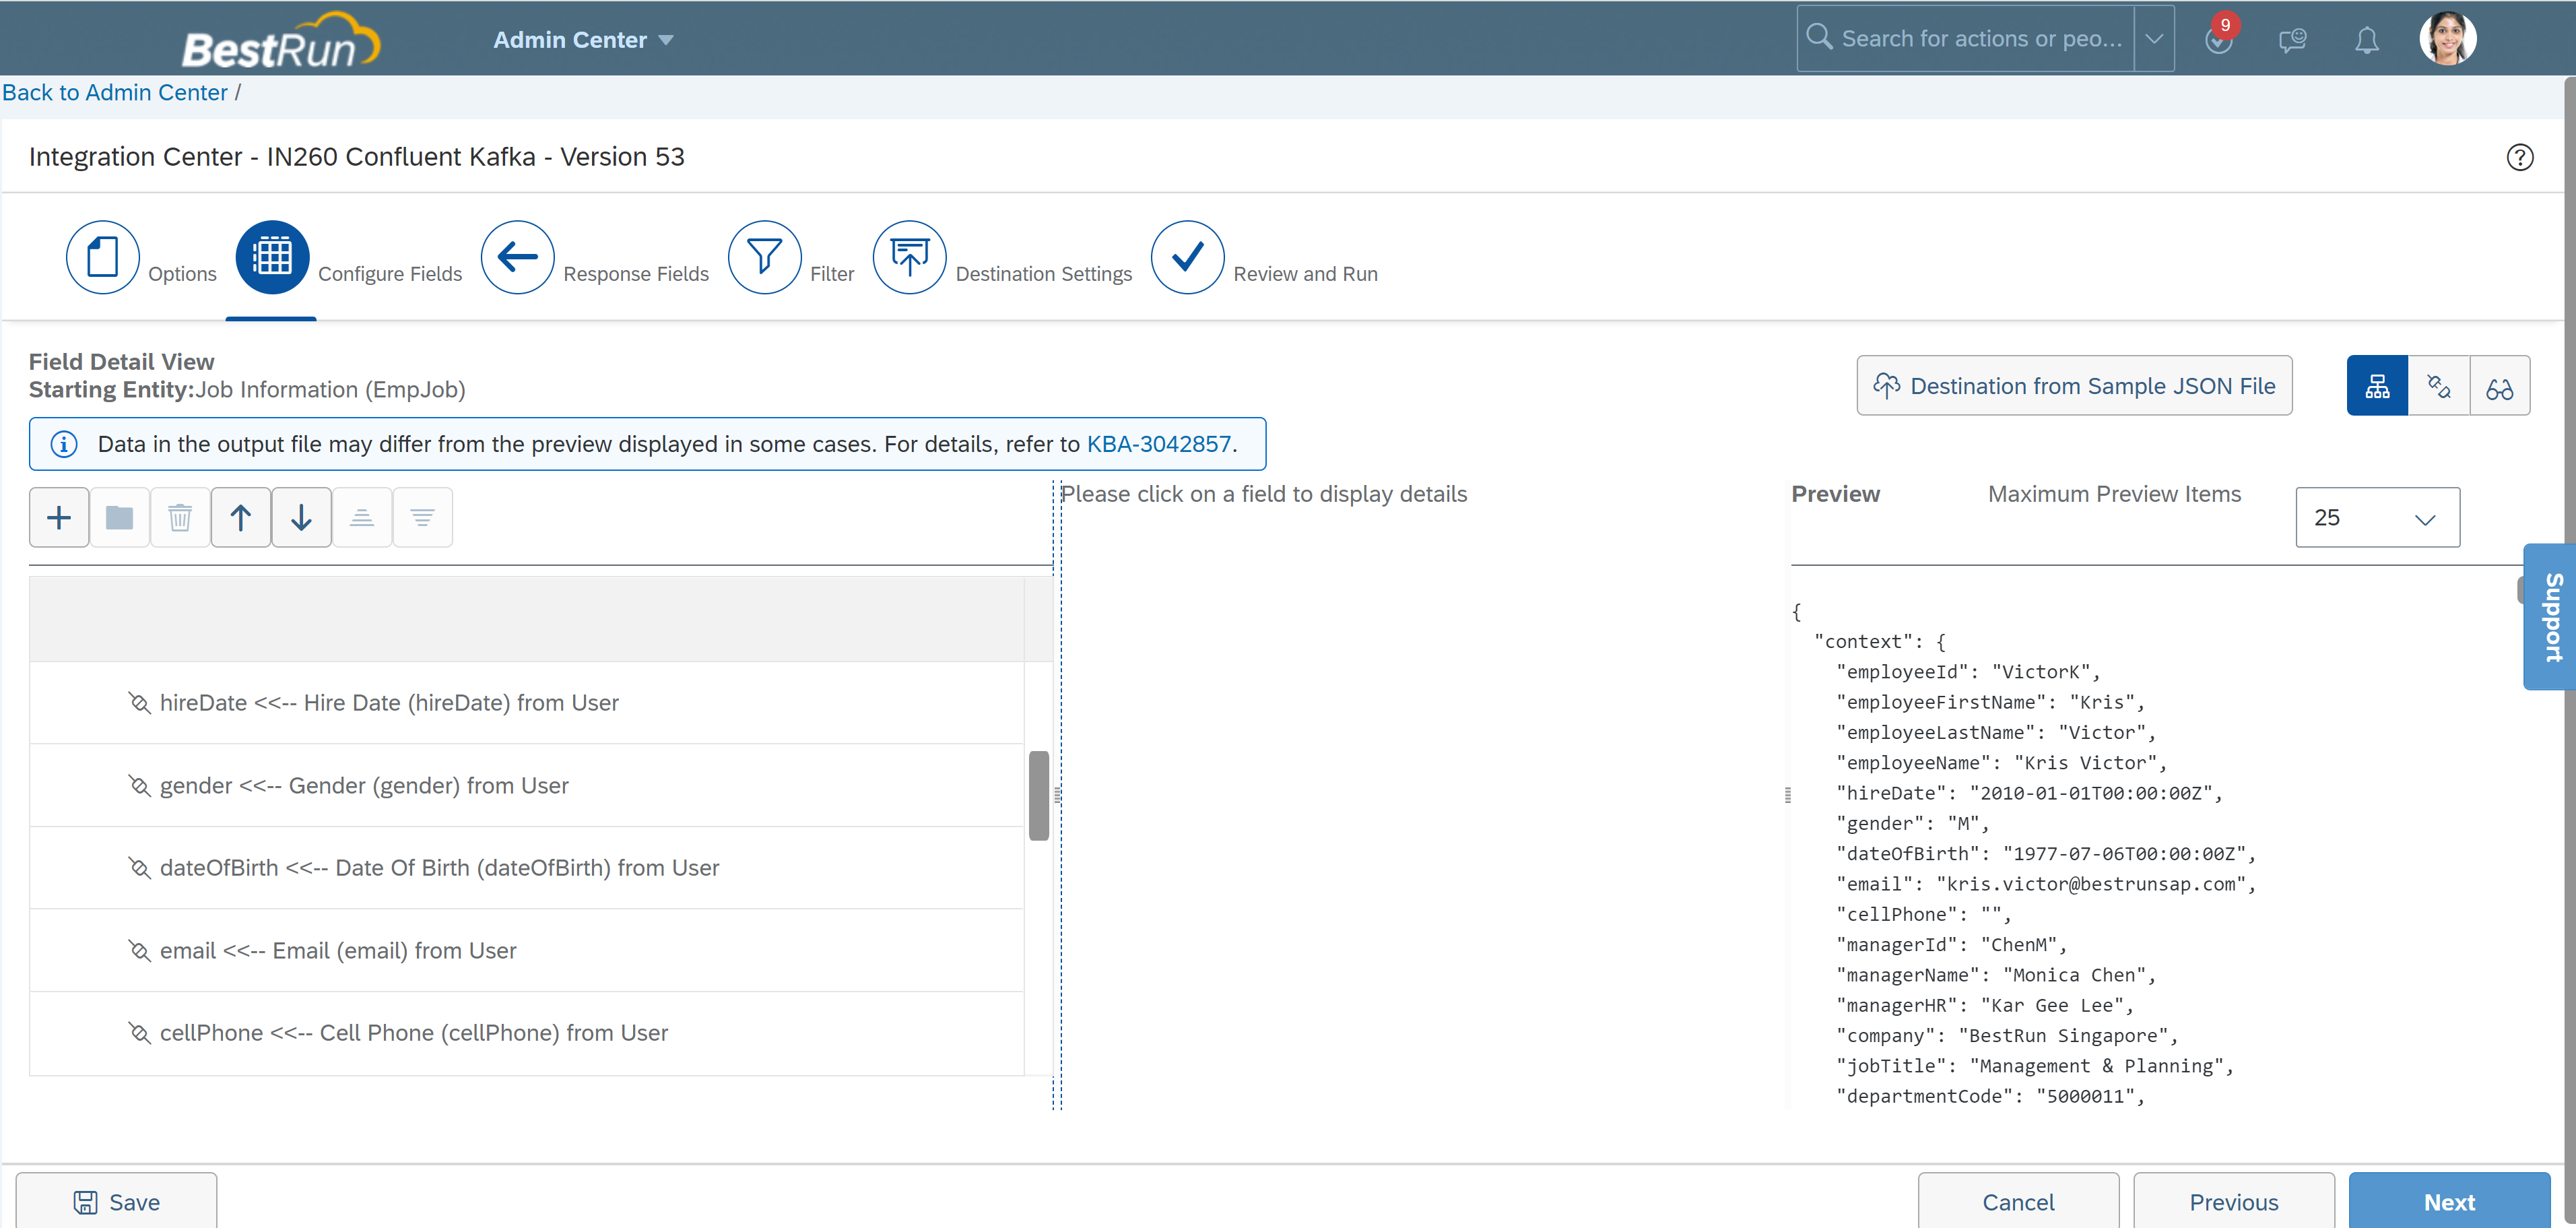 BestRun
Admin Center
Search for actions or peo...
9
Back to Admin Center /
Integration Center - IN260 Confluent Kafka - Version 53
Options
Configure Fields
Response Fields
Filter
Destination Settings
Review and Run
Field Detail View
Starting Entity:Job Information (EmpJob)
Destination from Sample JSON File
Data in the output file may differ from the preview displayed in some cases. For details, refer to KBA-3042857.
hireDate <<-- Hire Date (hireDate) from User
gender <<-- Gender (gender) from User
dateOfBirth <<-- Date Of Birth (dateOfBirth) from User
email <<-- Email (email) from User
cellPhone <<-- Cell Phone (cellPhone) from User
Please click on a field to display details
Preview
Maximum Preview Items
25
{
"context": {
"employeeId": "VictorK",
"employeeFirstName": "Kris",
"employeeLastName": "Victor",
"employeeName": "Kris Victor",
"hireDate": "2010-01-01T00:00:00Z",
"gender": "M",
"dateOfBirth": "1977-07-06T00:00:00Z",
"email": "kris.victor@bestrunsap.com",
"cellPhone": "",
"managerId": "ChenM",
"managerName": "Monica Chen",
"managerHR": "Kar Gee Lee",
"company": "BestRun Singapore",
"jobTitle": "Management & Planning",
"departmentCode": "5000011",
Support
Save
Cancel
Previous
Next